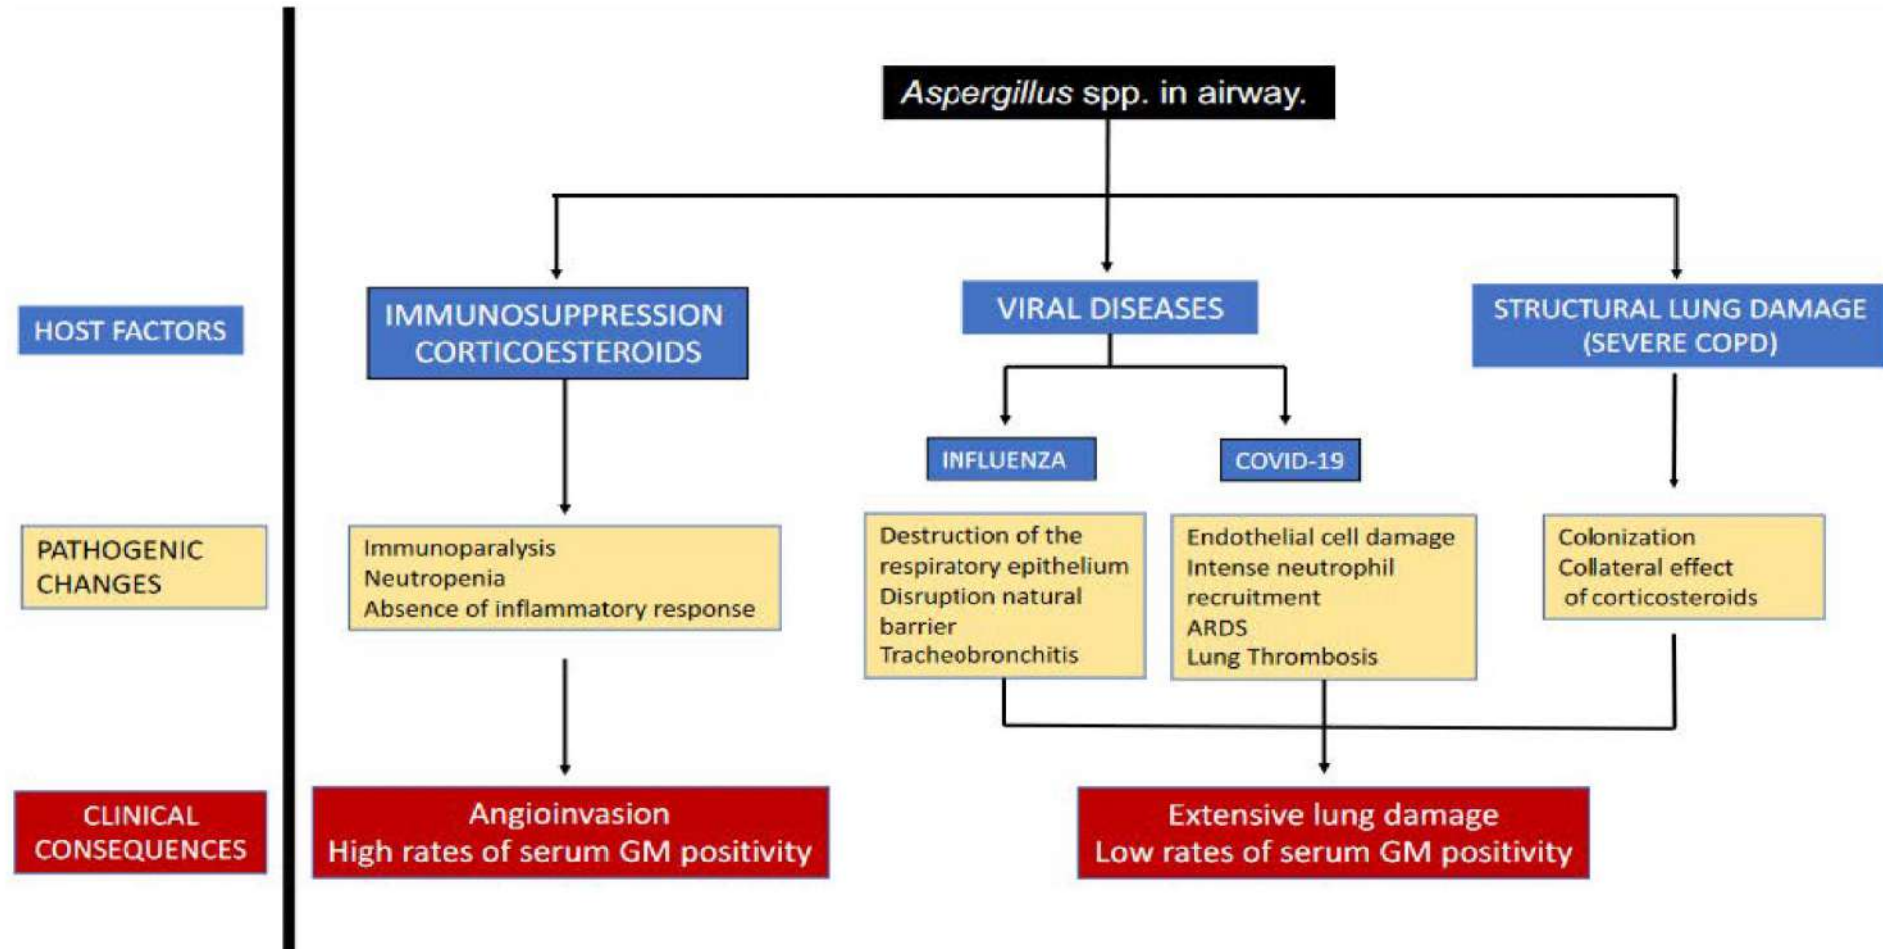 Aspergillus spp. in airway.
HOST FACTORS
IMMUNOSUPPRESSION
CORTICOESTEROIDS
VIRAL DISEASES
STRUCTURAL LUNG DAMAGE
(SEVERE COPD)
INFLUENZA
COVID-19
PATHOGENIC
CHANGES
Immunoparalysis
Neutropenia
Absence of inflammatory response
Destruction of the
respiratory epithelium
Disruption natural
barrier
Tracheobronchitis
Endothelial cell damage
Intense neutrophil
recruitment
ARDS
Lung Thrombosis
Colonization
Collateral effect
of corticosteroids
CLINICAL
CONSEQUENCES
Angioinvasion
High rates of serum GM positivity
Extensive lung damage
Low rates of serum GM positivity